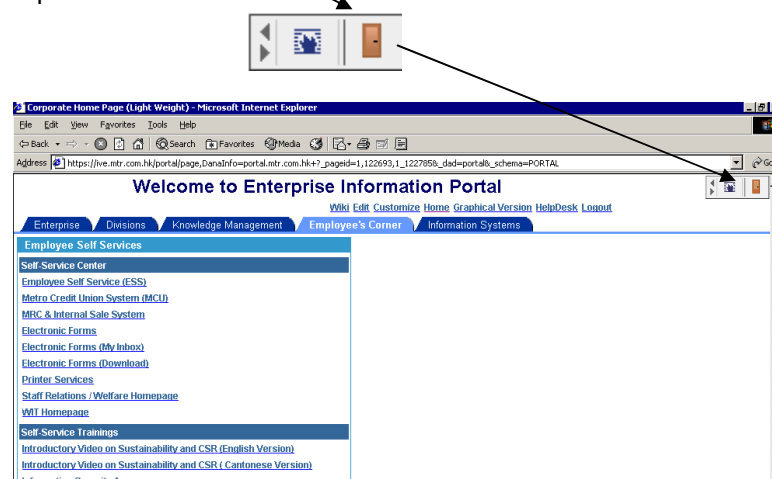 Corporate Home Page (Light Weight) - Microsoft Internet Explorer
File Edit View Favorites Tools Help
Back Search Favorites Media
Address https://ive.mtr.com.hk/portal/page,DanaInfo=portal.mtr.com.hk+?_pageid=1,122693,1_122785&_dad=portal&_schema=PORTAL Go
Welcome to Enterprise Information Portal
Wiki Edit Customize Home Graphical Version HelpDesk Logout
Enterprise Divisions Knowledge Management Employee's Corner Information Systems
Employee Self Services
Self-Service Center
Employee Self Service (ESS)
Metro Credit Union System (MCU)
MRC & Internal Sale System
Electronic Forms
Electronic Forms (My Inbox)
Electronic Forms (Download)
Printer Services
Staff Relations / Welfare Homepage
WIT Homepage
Self-Service Trainings
Introductory Video on Sustainability and CSR (English Version)
Introductory Video on Sustainability and CSR ( Cantonese Version)